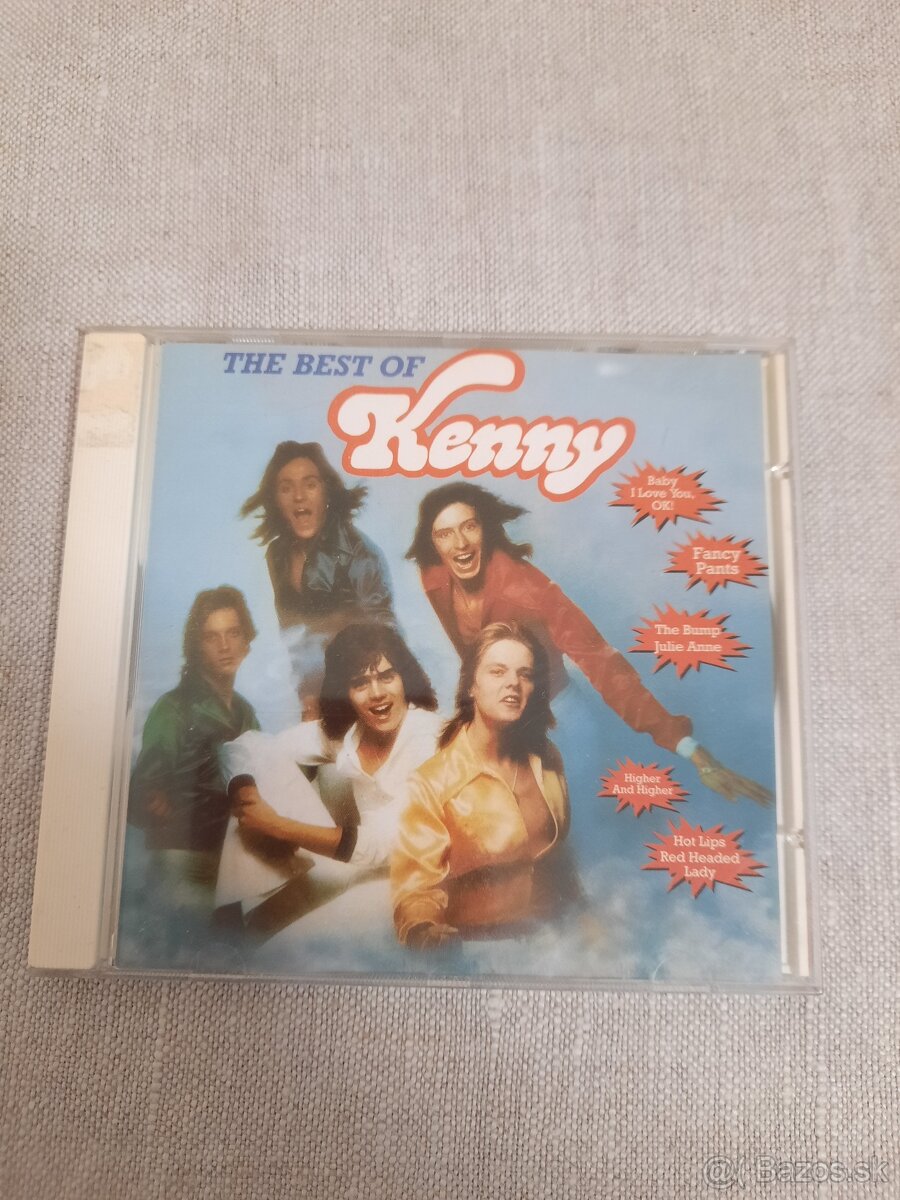 THE BEST OF
Kenny
Baby
I Love You,
OK!
Fancy
Pants
The Bump
Julie Anne
Higher
And Higher
Hot Lips
Red Headed
Lady
Bazos.sk